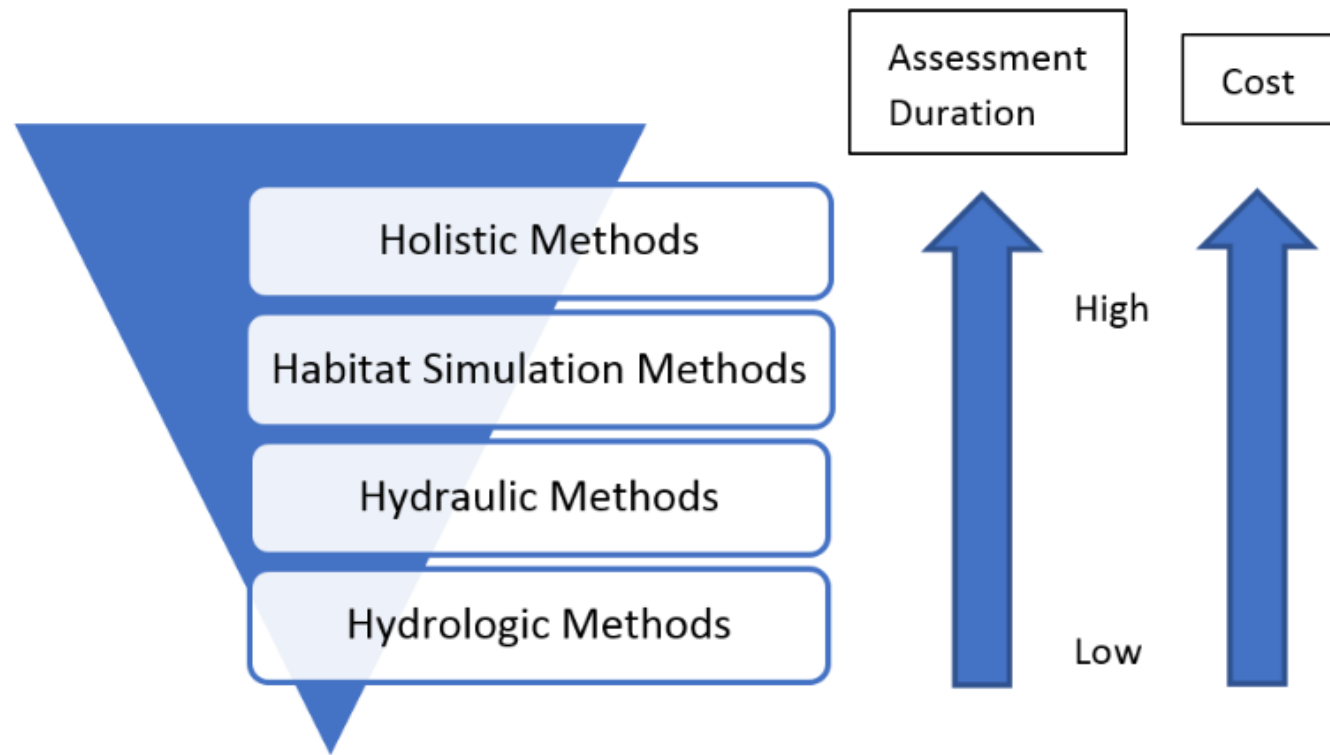 Assessment
Duration
Cost
Holistic Methods
High
Habitat Simulation Methods
Hydraulic Methods
Hydrologic Methods
Low